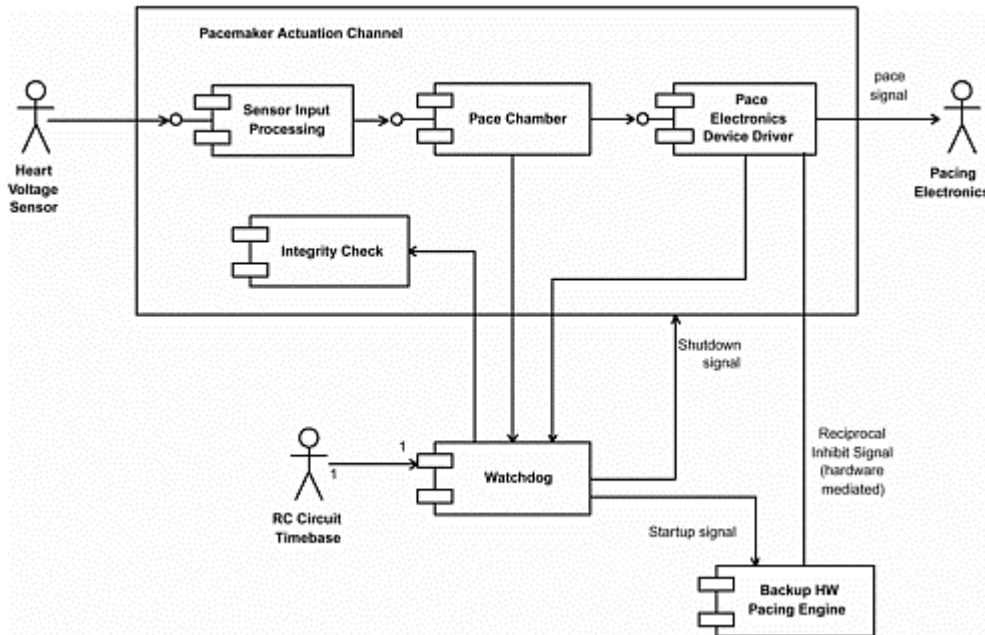 Pacemaker Actuation Channel
Heart
Voltage
Sensor
Sensor Input
Processing
Pace Chamber
Pace
Electronics
Device Driver
pace
signal
Pacing
Electronics
Integrity Check
Shutdown
signal
RC Circuit
Timebase
1
1
Watchdog
Reciprocal
Inhibit Signal
(hardware
mediated)
Startup signal
Backup HW
Pacing Engine